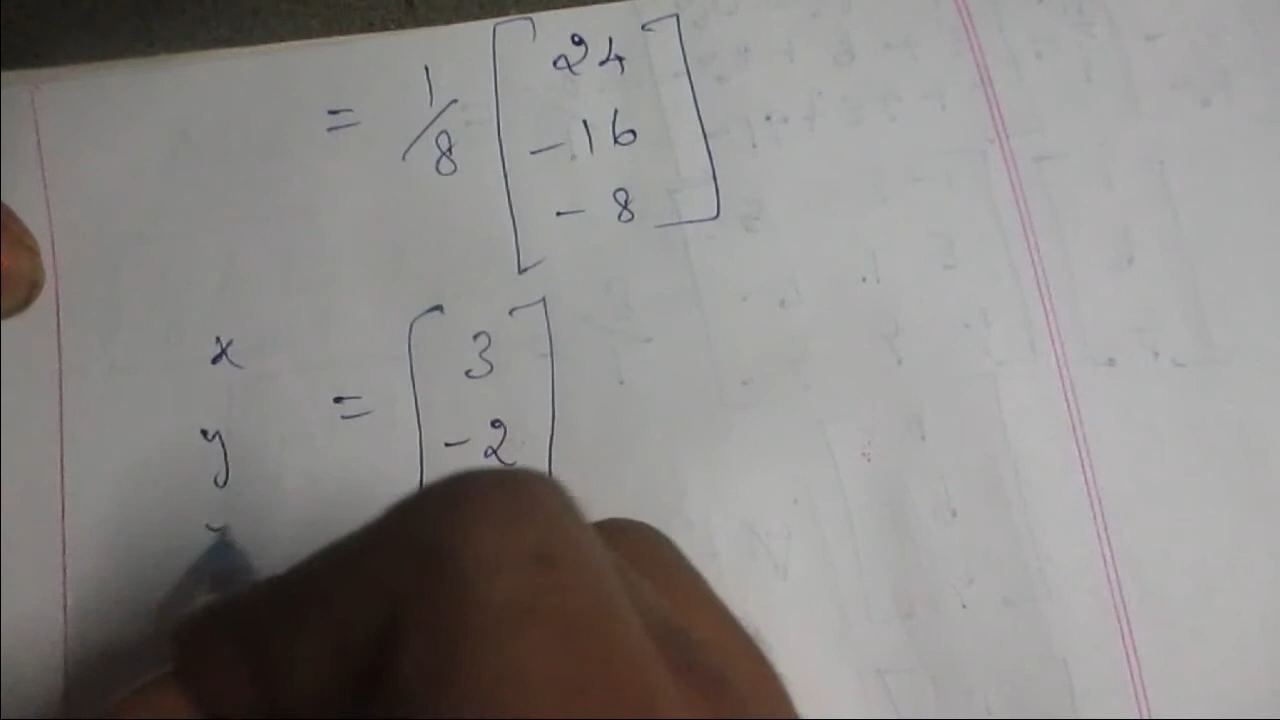 = 1/8 [ 24
-16
-8 ]
x
= [ 3
y
-2